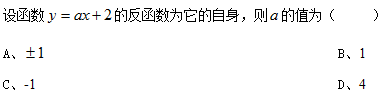 设函数 y = ax + 2 的反函数为它的自身，则 a 的值为（　　）
A、±1　　B、1
C、-1　　D、4